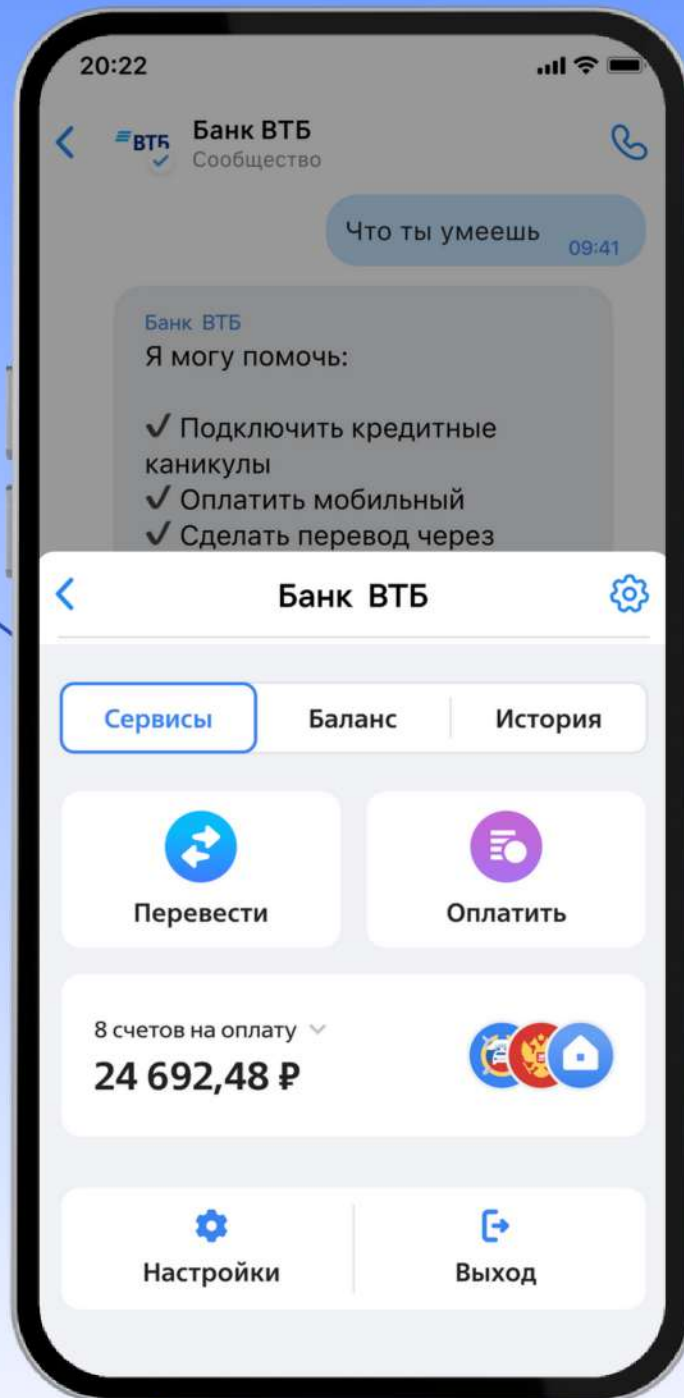 20:22
ВТБ
Банк ВТБ
Сообщество
Что ты умеешь
09:41
Банк ВТБ
Я могу помочь:
✓ Подключить кредитные
каникулы
✓ Оплатить мобильный
✓ Сделать перевод через
Банк ВТБ
Сервисы
Баланс
История
Перевести
Оплатить
8 счетов на оплату
24 692,48 ₽
Настройки
Выход